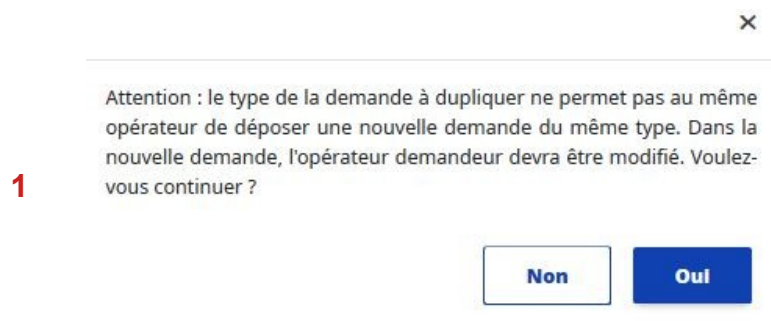 ×
Attention : le type de la demande à dupliquer ne permet pas au même
opérateur de déposer une nouvelle demande du même type. Dans la
nouvelle demande, l'opérateur demandeur devra être modifié. Voulez-
1
vous continuer ?
Non
Oui